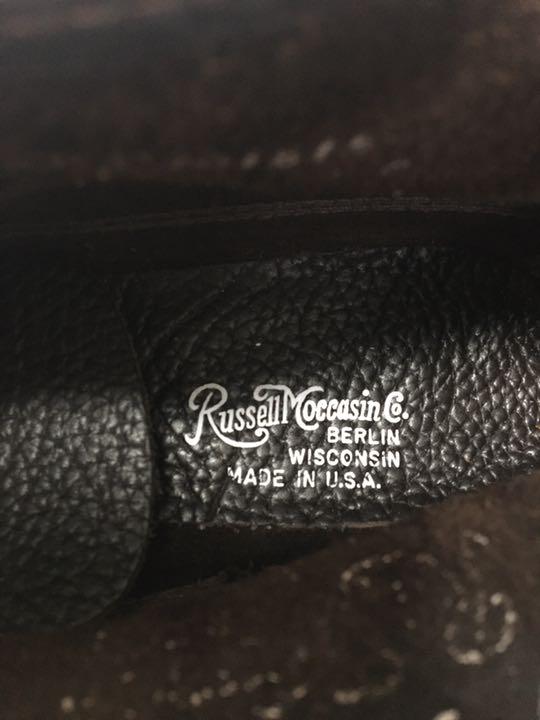 Russell Moccasin Co.
BERLIN
WISCONSIN
MADE IN U.S.A.